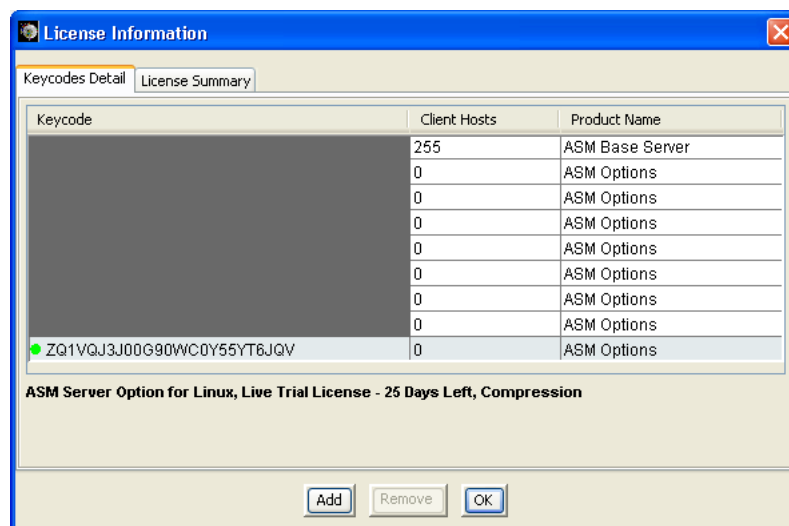 License Information
Keycodes Detail License Summary
Keycode Client Hosts Product Name
255 ASM Base Server
0 ASM Options
0 ASM Options
0 ASM Options
0 ASM Options
0 ASM Options
0 ASM Options
0 ASM Options
ZQ1VQJ3J00G90WC0Y55YT6JQV 0 ASM Options
ASM Server Option for Linux, Live Trial License - 25 Days Left, Compression
Add Remove OK